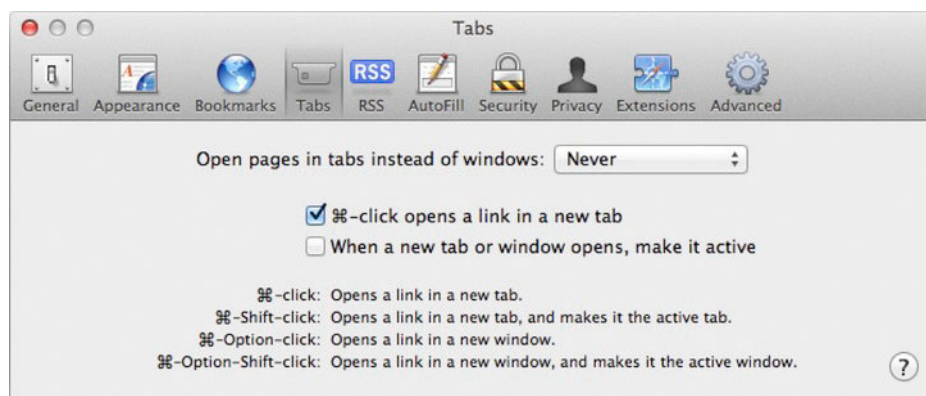 Tabs
General Appearance Bookmarks Tabs RSS RSS AutoFill Security Privacy Extensions Advanced
Open pages in tabs instead of windows: Never
⌘-click opens a link in a new tab
When a new tab or window opens, make it active
⌘-click: Opens a link in a new tab.
⌘-Shift-click: Opens a link in a new tab, and makes it the active tab.
⌘-Option-click: Opens a link in a new window.
⌘-Option-Shift-click: Opens a link in a new window, and makes it the active window.
?